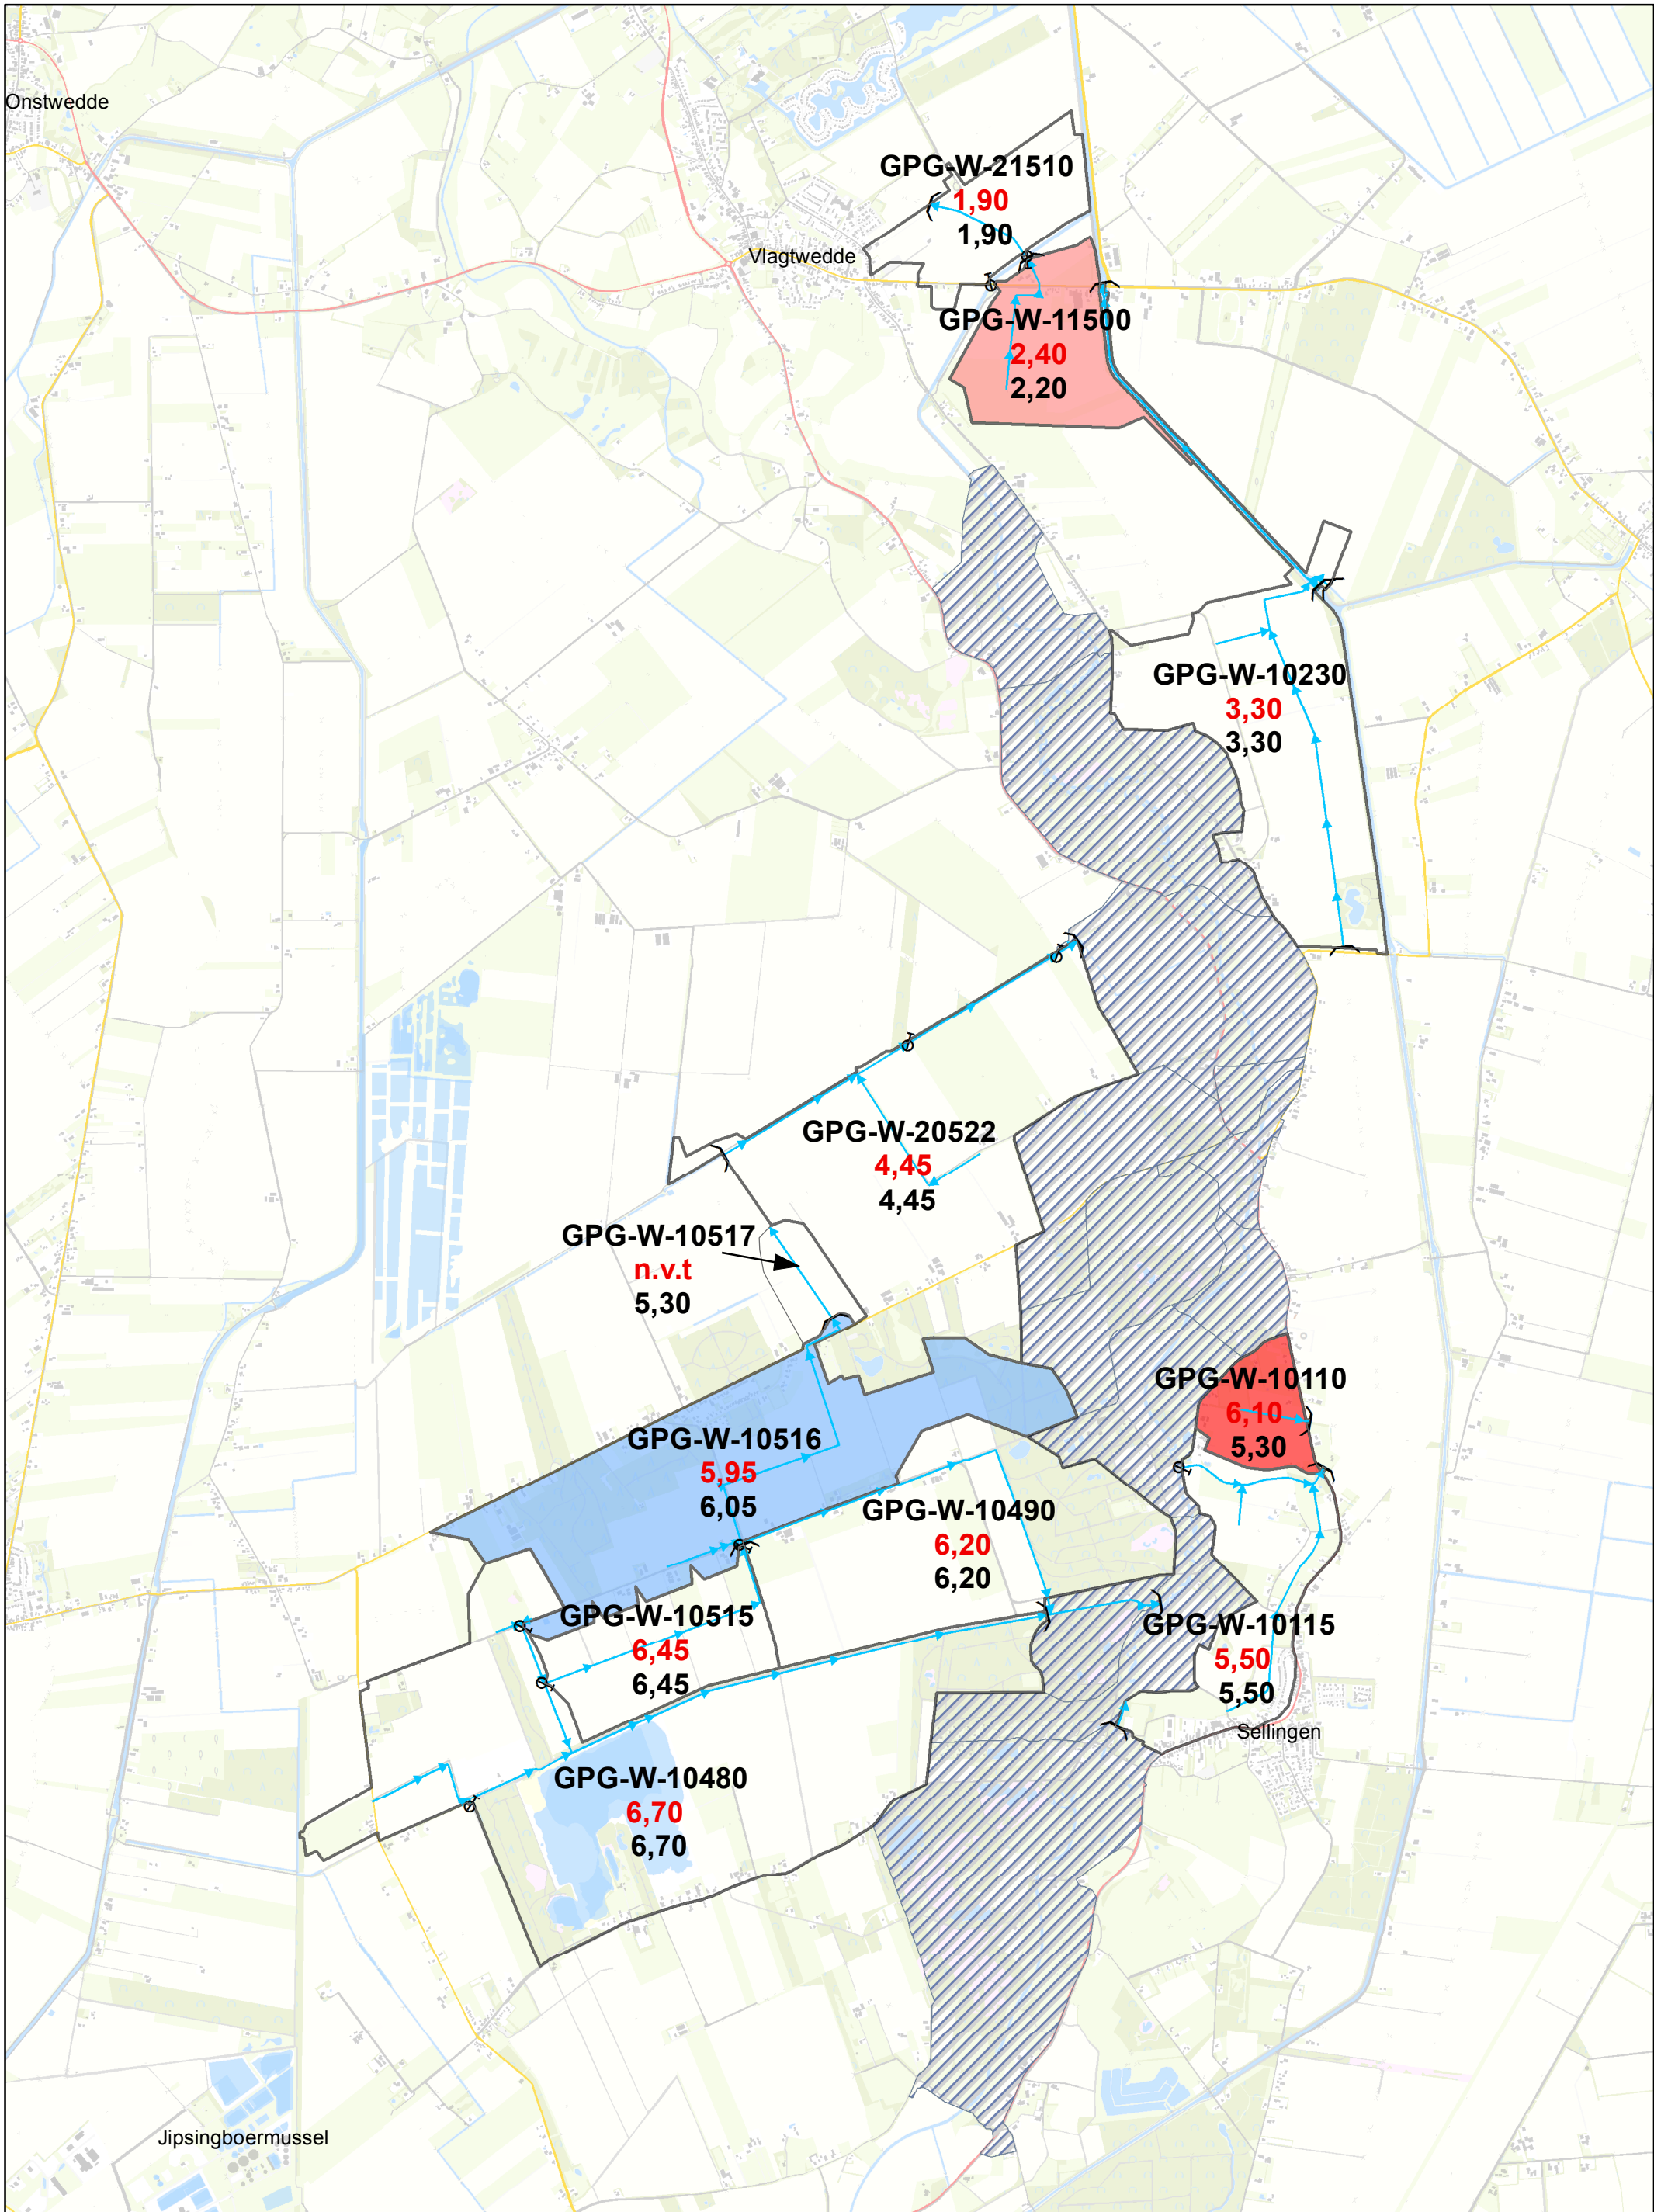 Onstwedde
GPG-W-21510
1,90
1,90
Vlagtwedde
GPG-W-11500
2,40
2,20
GPG-W-10230
3,30
3,30
GPG-W-20522
4,45
4,45
GPG-W-10517
n.v.t
5,30
GPG-W-10110
6,10
5,30
GPG-W-10516
5,95
6,05
GPG-W-10490
6,20
6,20
GPG-W-10515
6,45
6,45
GPG-W-10115
5,50
5,50
Sellingen
GPG-W-10480
6,70
6,70
Jipsingboermussel